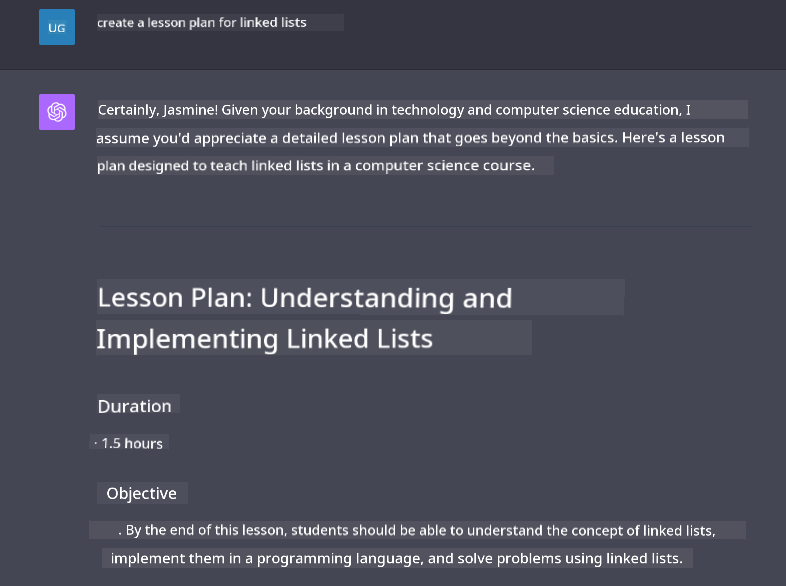 UG
create a lesson plan for linked lists
Certainly, Jasmine! Given your background in technology and computer science education, I
assume you'd appreciate a detailed lesson plan that goes beyond the basics. Here's a lesson
plan designed to teach linked lists in a computer science course.
Lesson Plan: Understanding and
Implementing Linked Lists
Duration
· 1.5 hours
Objective
. By the end of this lesson, students should be able to understand the concept of linked lists,
implement them in a programming language, and solve problems using linked lists.